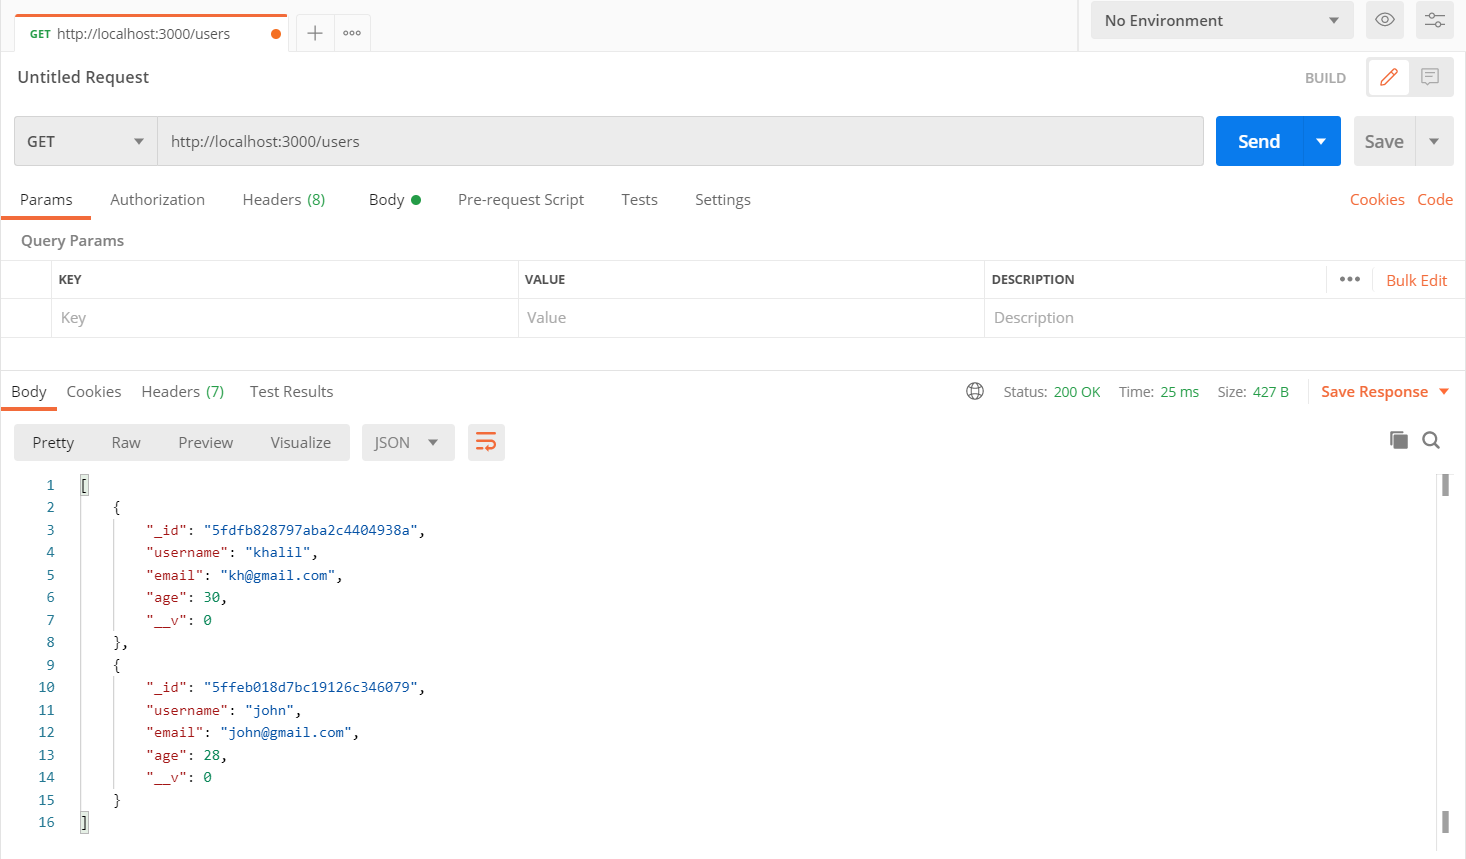 GET http://localhost:3000/users
No Environment
Untitled Request
BUILD
GET http://localhost:3000/users Send Save
Params Authorization Headers (8) Body Pre-request Script Tests Settings Cookies Code
Query Params
KEY VALUE DESCRIPTION Bulk Edit
Key Value Description
Body Cookies Headers (7) Test Results Status: 200 OK Time: 25 ms Size: 427 B Save Response
Pretty Raw Preview Visualize JSON
1 [
2 {
3 "_id": "5fdfb828797aba2c4404938a",
4 "username": "khalil",
5 "email": "kh@gmail.com",
6 "age": 30,
7 "__v": 0
8 },
9 {
10 "_id": "5ffeb018d7bc19126c346079",
11 "username": "john",
12 "email": "john@gmail.com",
13 "age": 28,
14 "__v": 0
15 }
16 ]